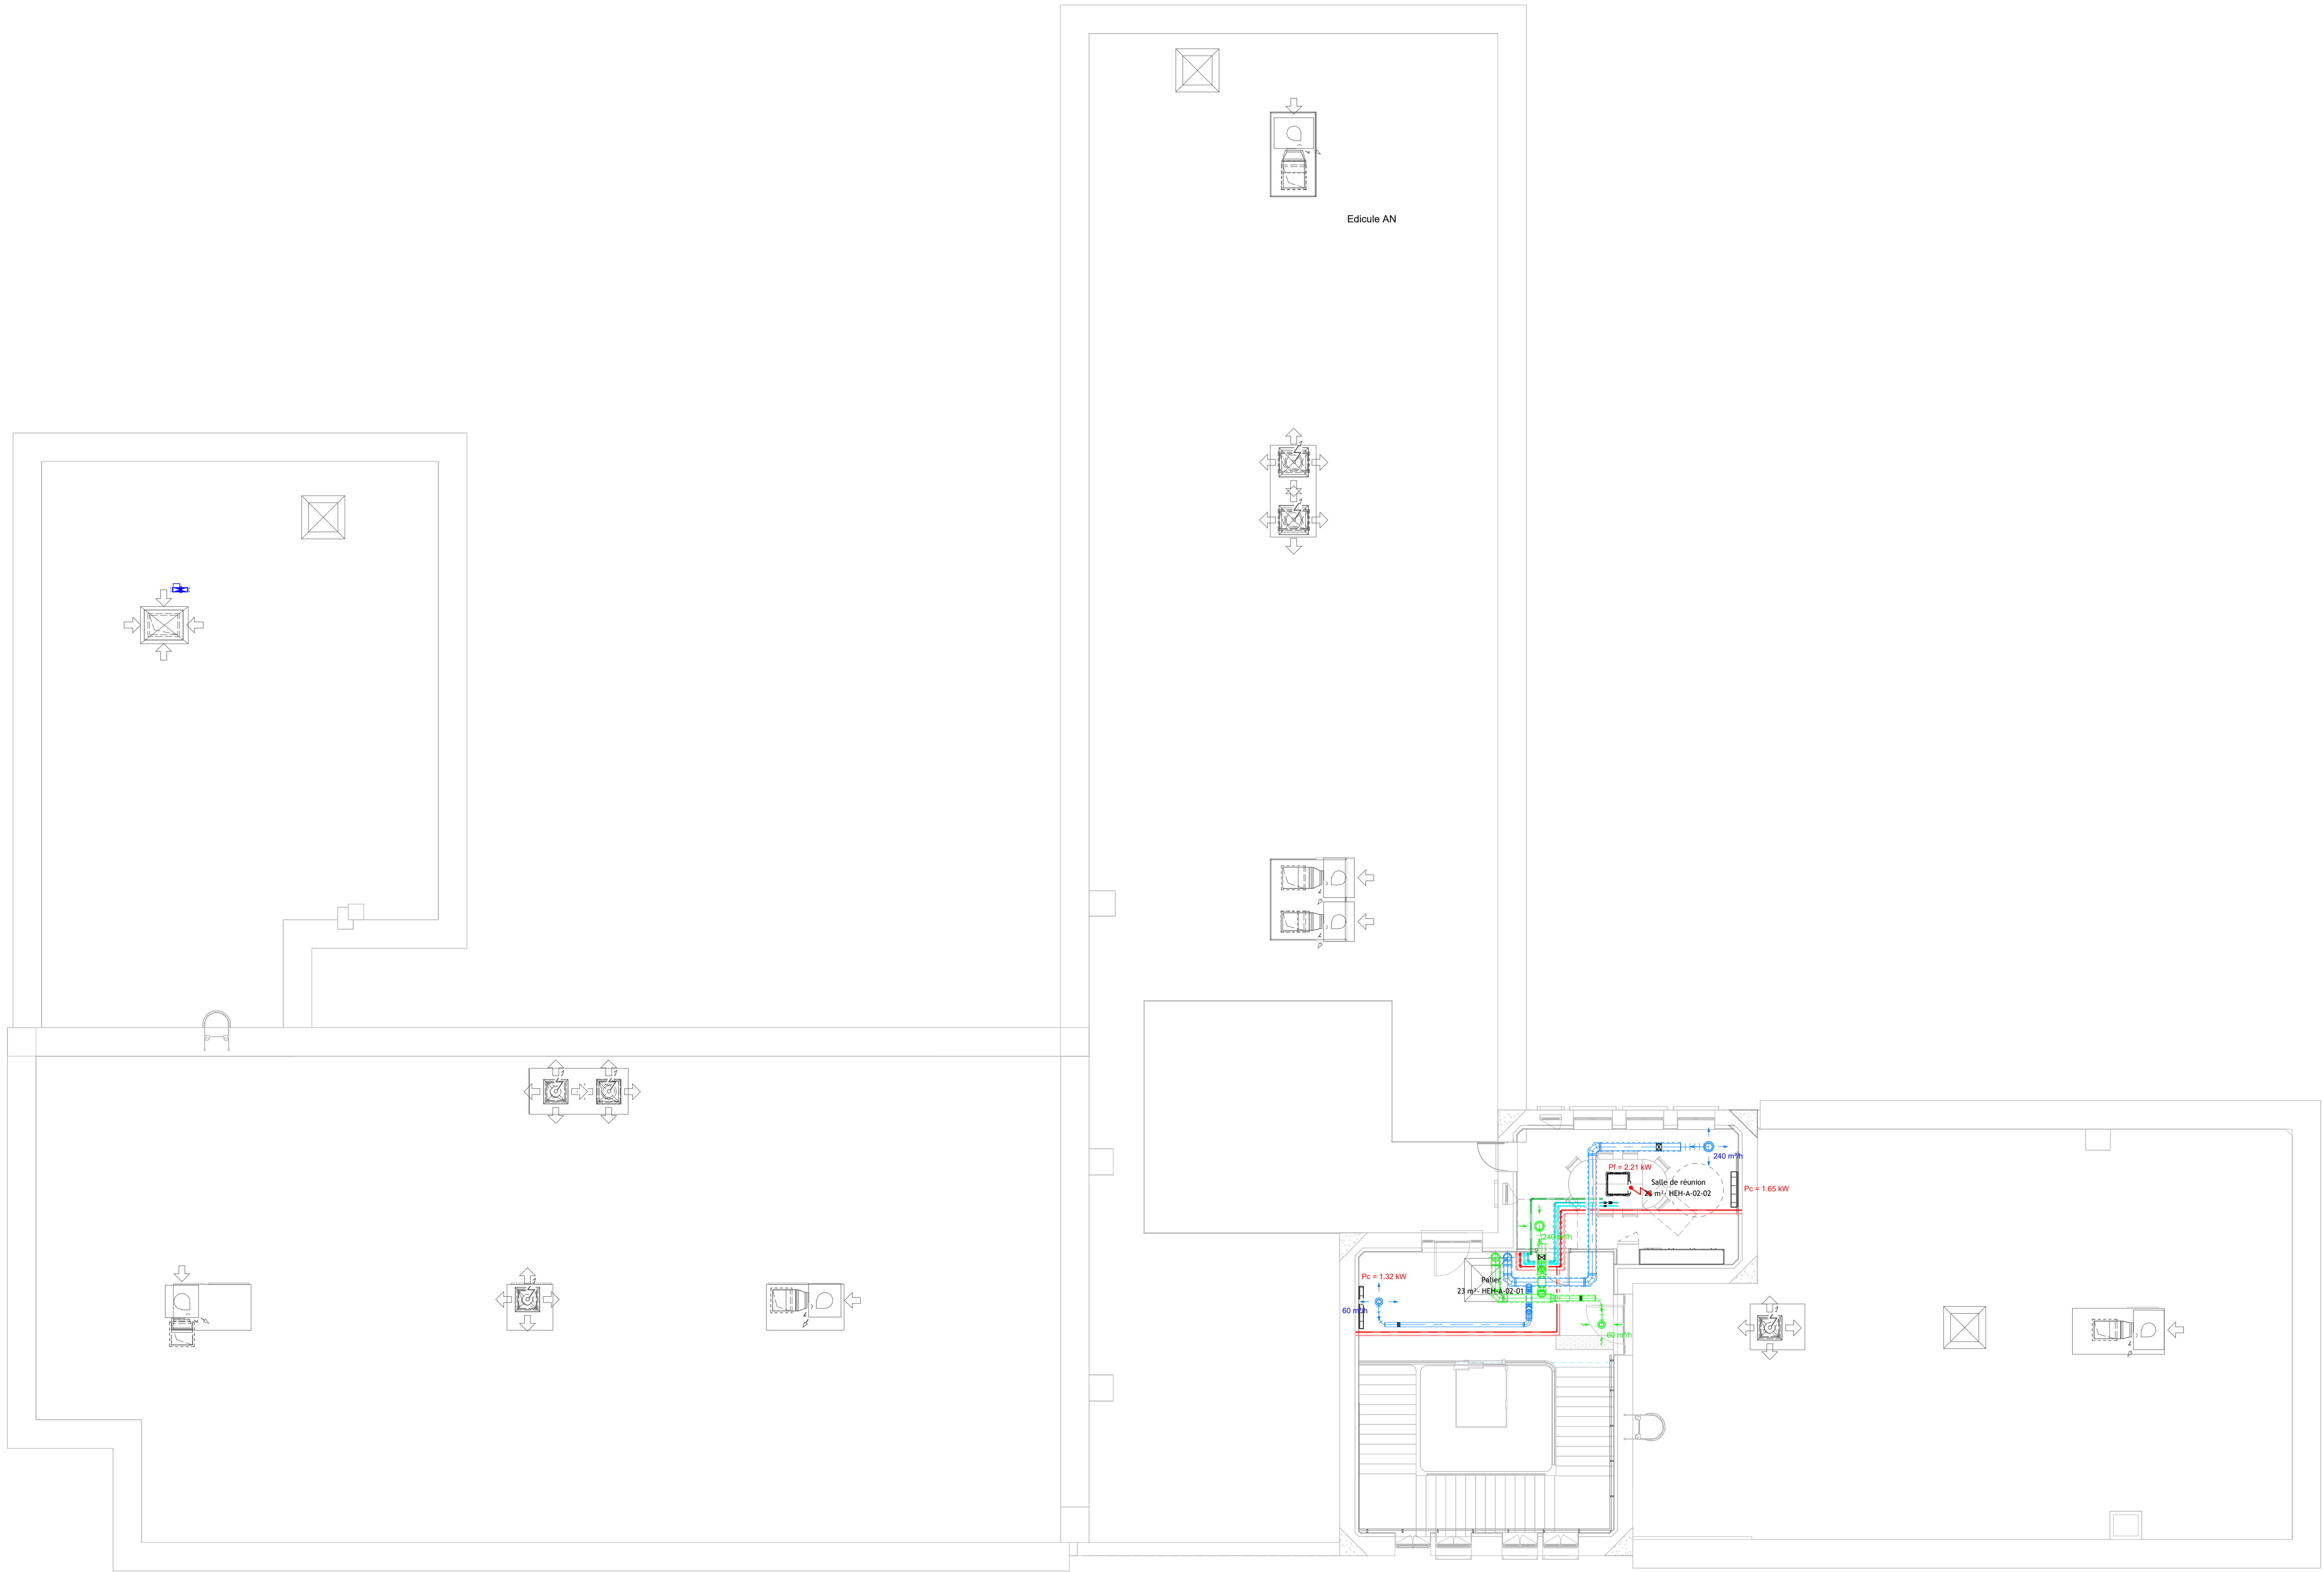 Edicule AN
240 m³/h
Pf = 2.21 kW
Salle de réunion
Pc = 1.65 kW
m²- HEH-A-02-02
240 m³/h
Pc = 1.32 kW
Palier
23 m²- HEH-A-02-01
60 m³/h
60 m³/h